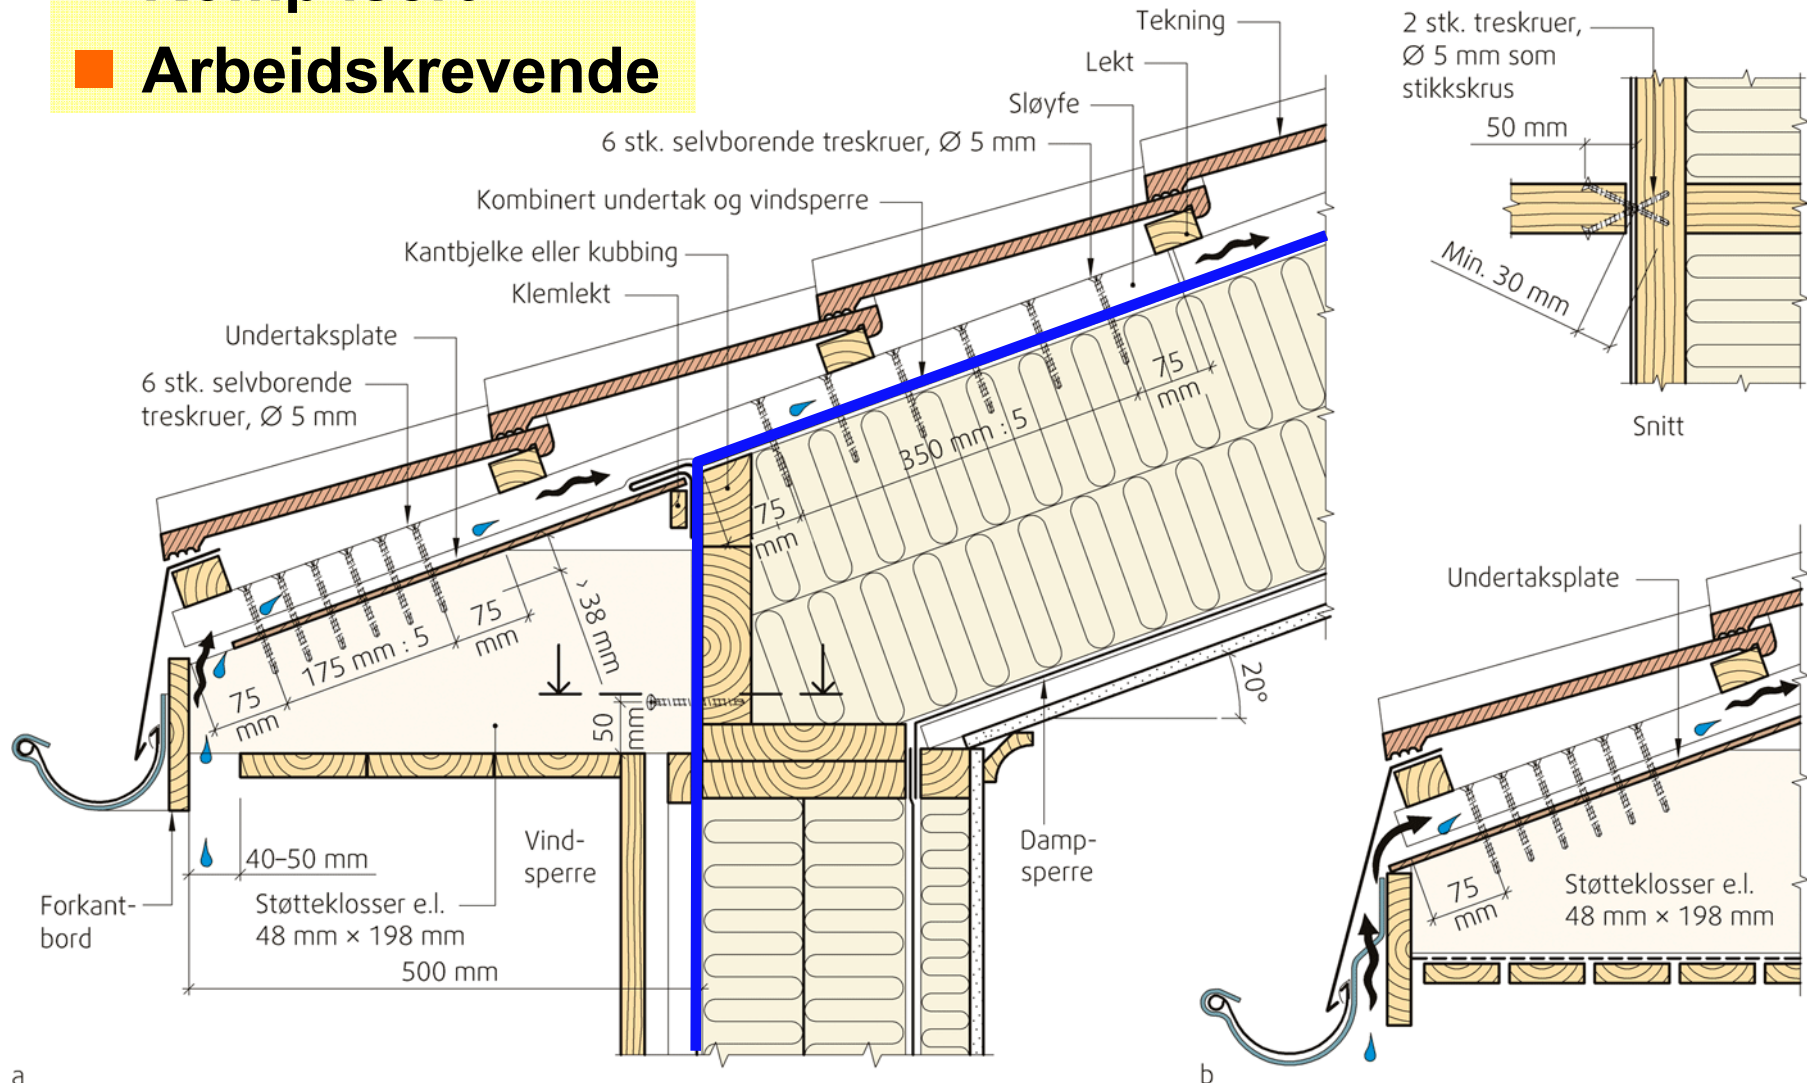 Arbeidskrevende
Tekning
Lekt
Sløyfe
6 stk. selvborende treskruer, Ø 5 mm
Kombinert undertak og vindsperre
Kantbjelke eller kubbing
Klemlekt
Undertaksplate
6 stk. selvborende
treskruer, Ø 5 mm
75
mm
350 mm : 5
75
mm
75
mm
175 mm : 5
75
mm
> 38 mm
50
mm
20°
40–50 mm
Vind-
sperre
Damp-
sperre
Forkant-
bord
Støtteklosser e.l.
48 mm × 198 mm
500 mm
a
2 stk. treskruer,
Ø 5 mm som
stikkskrus
50 mm
Min. 30 mm
Snitt
Undertaksplate
75
mm
Støtteklosser e.l.
48 mm × 198 mm
b